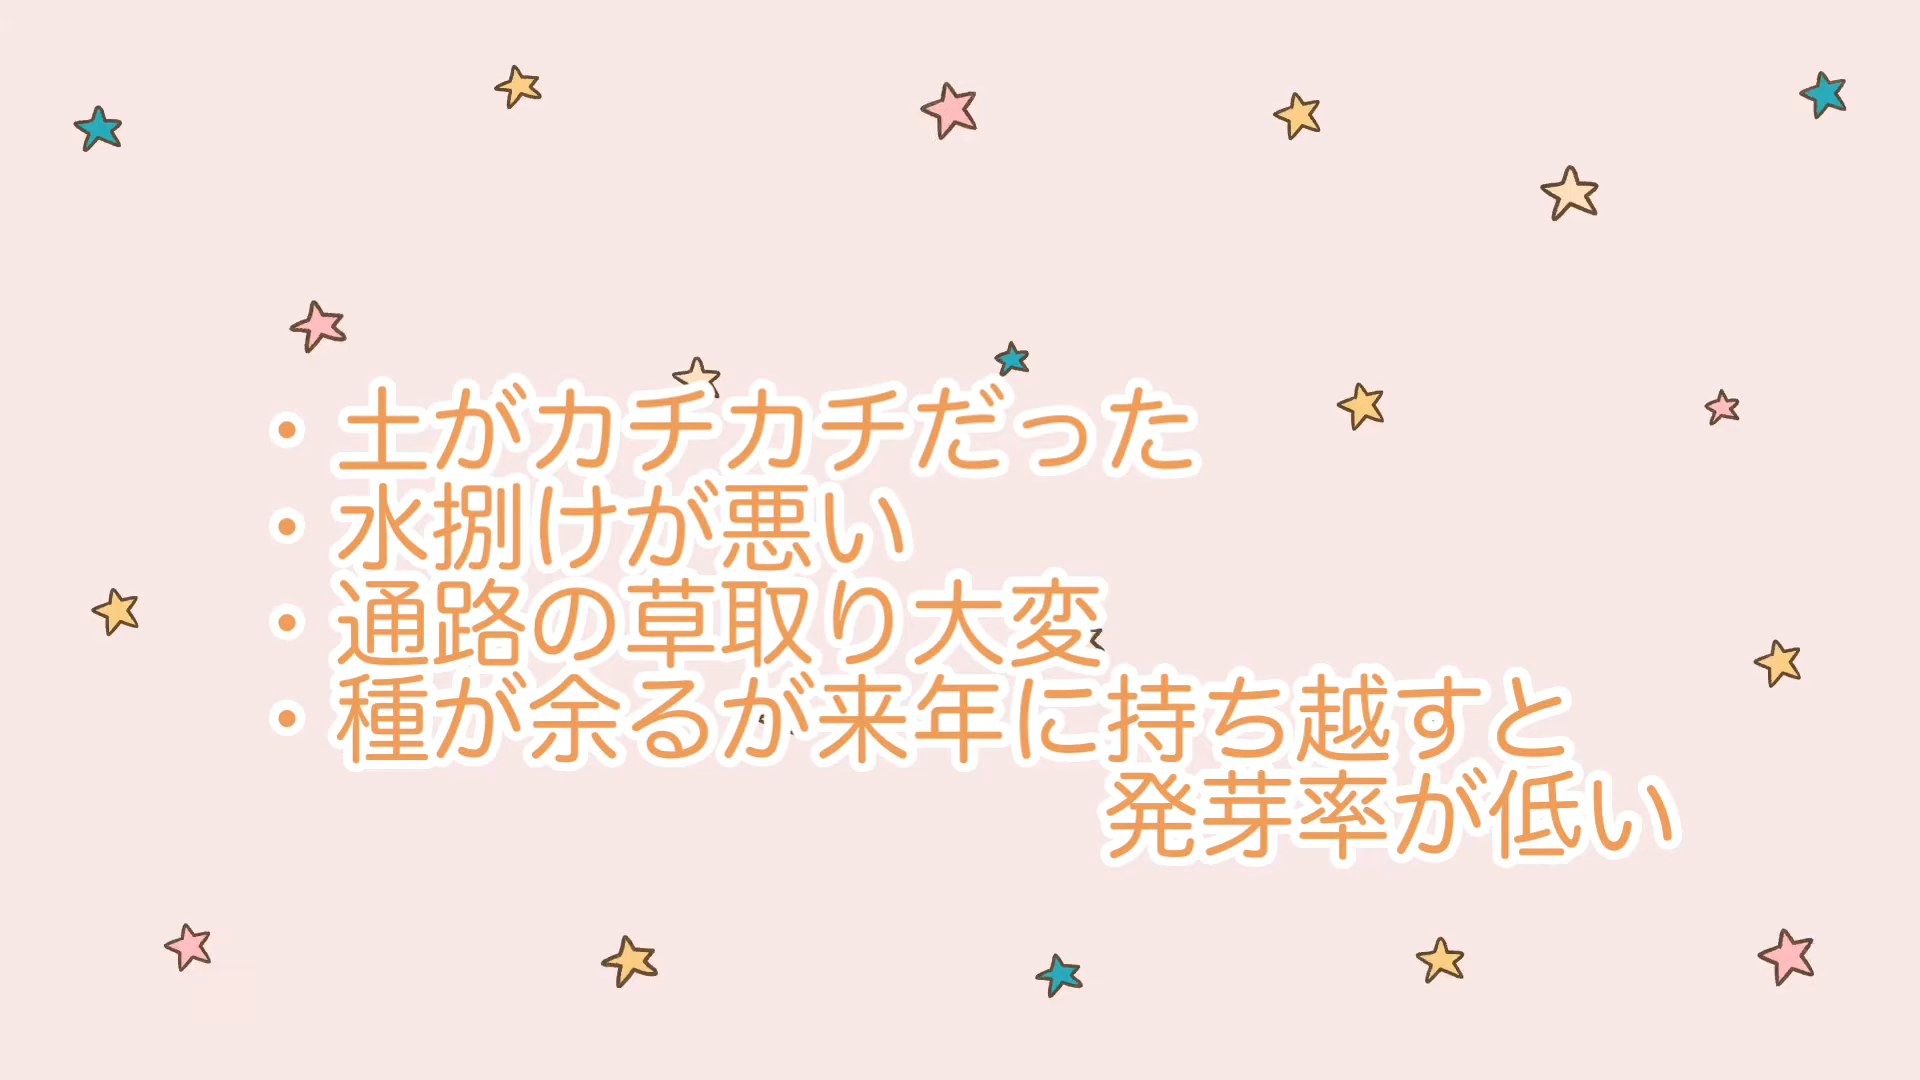 ・土がカチカチだった
・水捌けが悪い
・通路の草取り大変
・種が余るが来年に持ち越すと
発芽率が低い